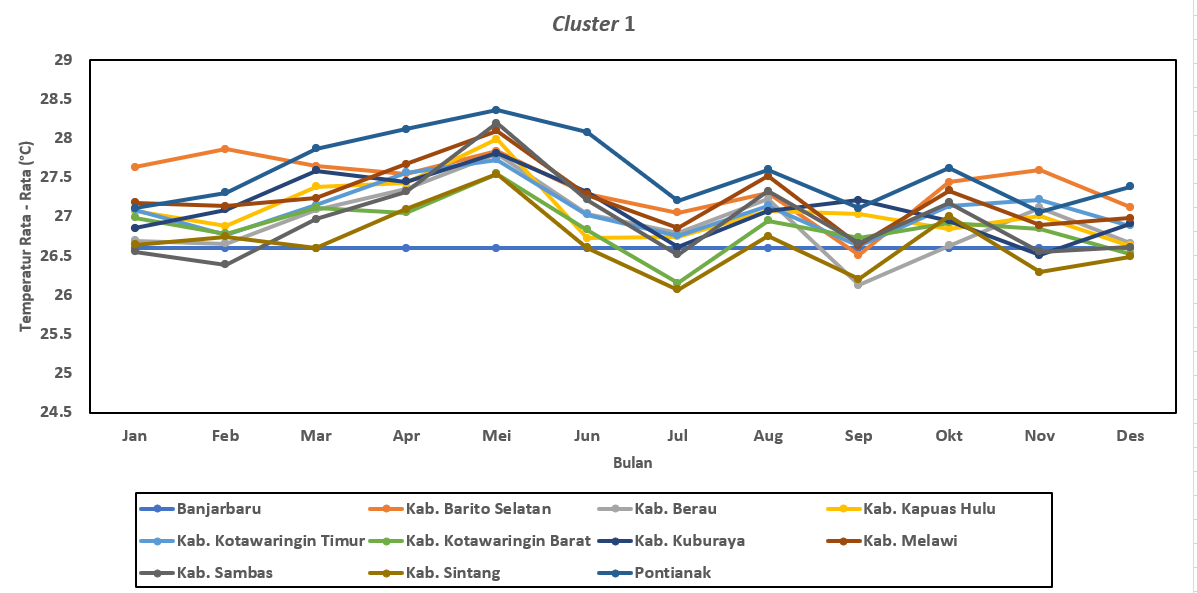 Cluster 1
29
28.5
28
27.5
27
26.5
26
25.5
25
24.5
Temperatur Rata - Rata (°C)
Jan Feb Mar Apr Mei Jun Jul Aug Sep Okt Nov Des
Bulan
Banjarbaru Kab. Barito Selatan Kab. Berau Kab. Kapuas Hulu
Kab. Kotawaringin Timur Kab. Kotawaringin Barat Kab. Kuburaya Kab. Melawi
Kab. Sambas Kab. Sintang Pontianak